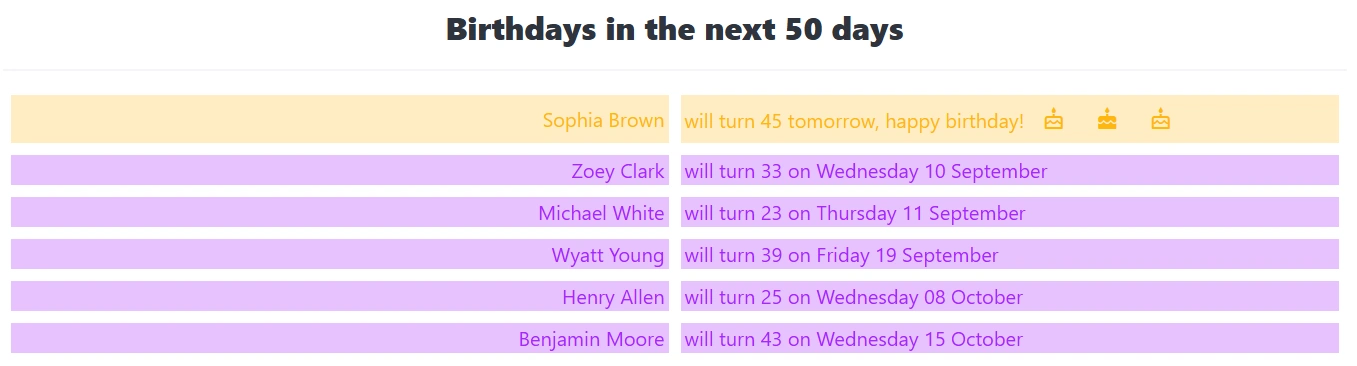 Birthdays in the next 50 days
Sophia Brown will turn 45 tomorrow, happy birthday!
Zoey Clark will turn 33 on Wednesday 10 September
Michael White will turn 23 on Thursday 11 September
Wyatt Young will turn 39 on Friday 19 September
Henry Allen will turn 25 on Wednesday 08 October
Benjamin Moore will turn 43 on Wednesday 15 October